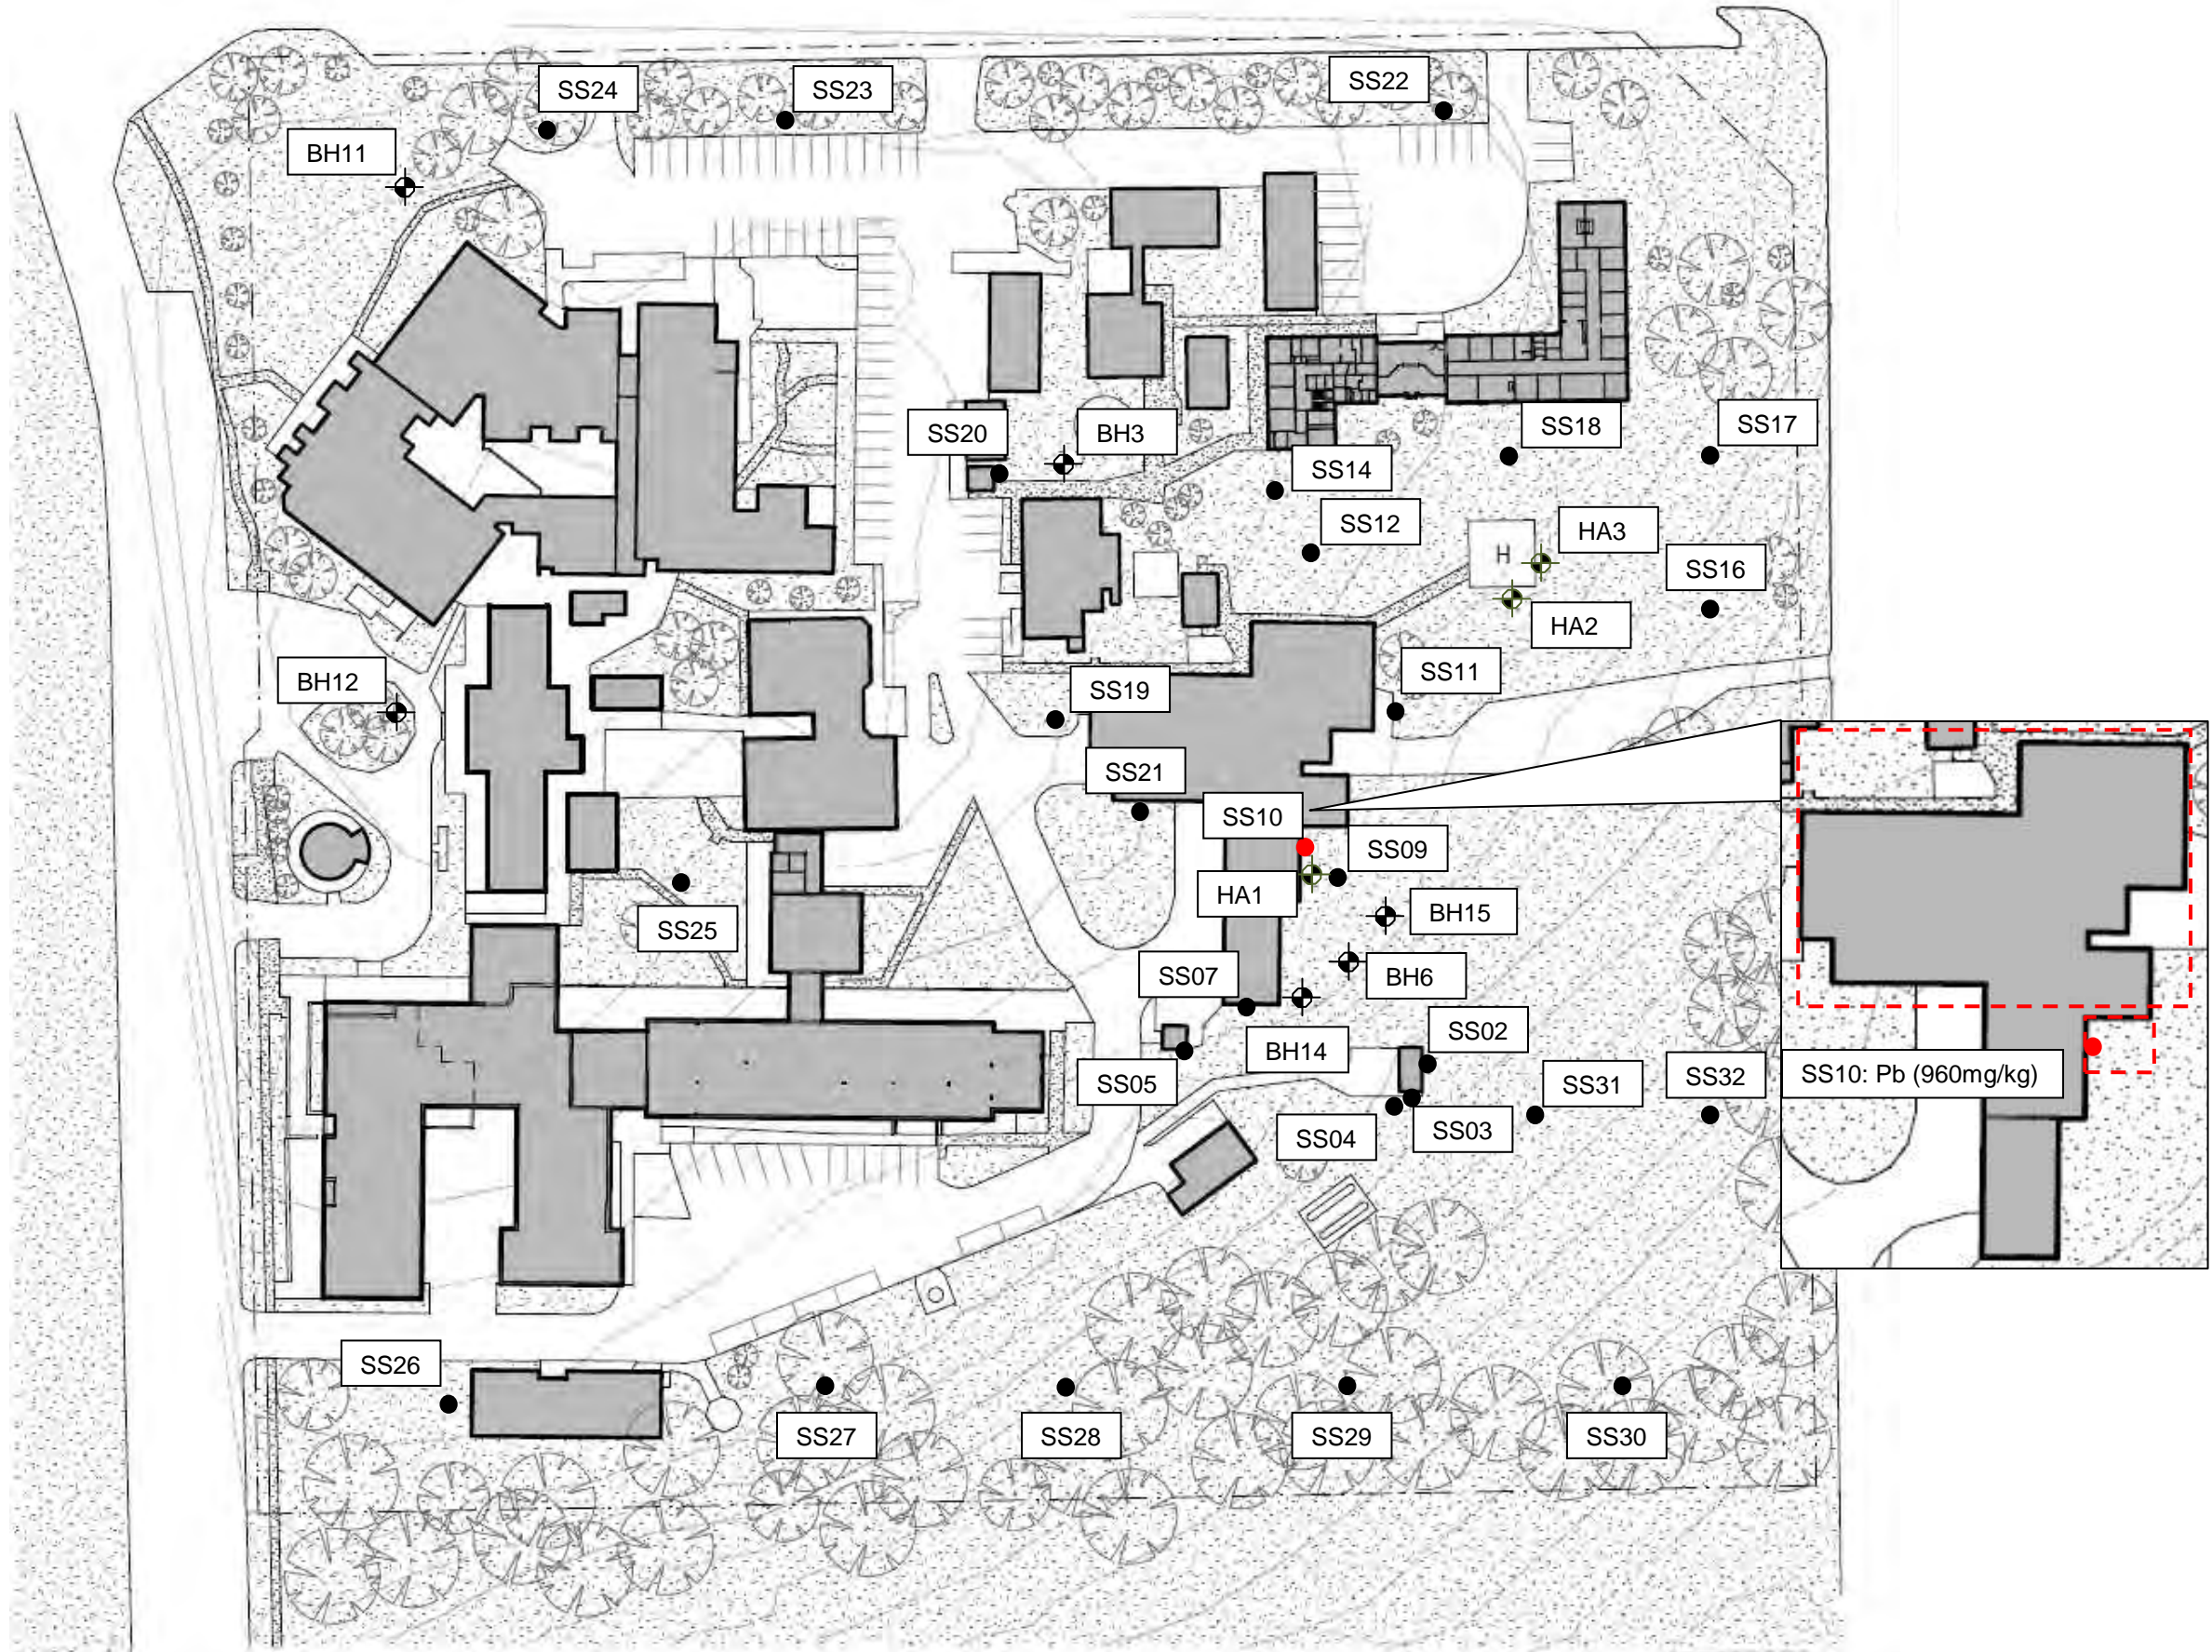 SS24
SS23
SS22
BH11
SS20
BH3
SS18
SS17
SS14
SS12
HA3
SS16
HA2
BH12
SS19
SS11
H
SS21
SS10
SS09
HA1
BH15
SS25
SS07
BH6
SS02
BH14
SS05
SS31
SS32
SS10: Pb (960mg/kg)
SS04
SS03
SS26
SS27
SS28
SS29
SS30